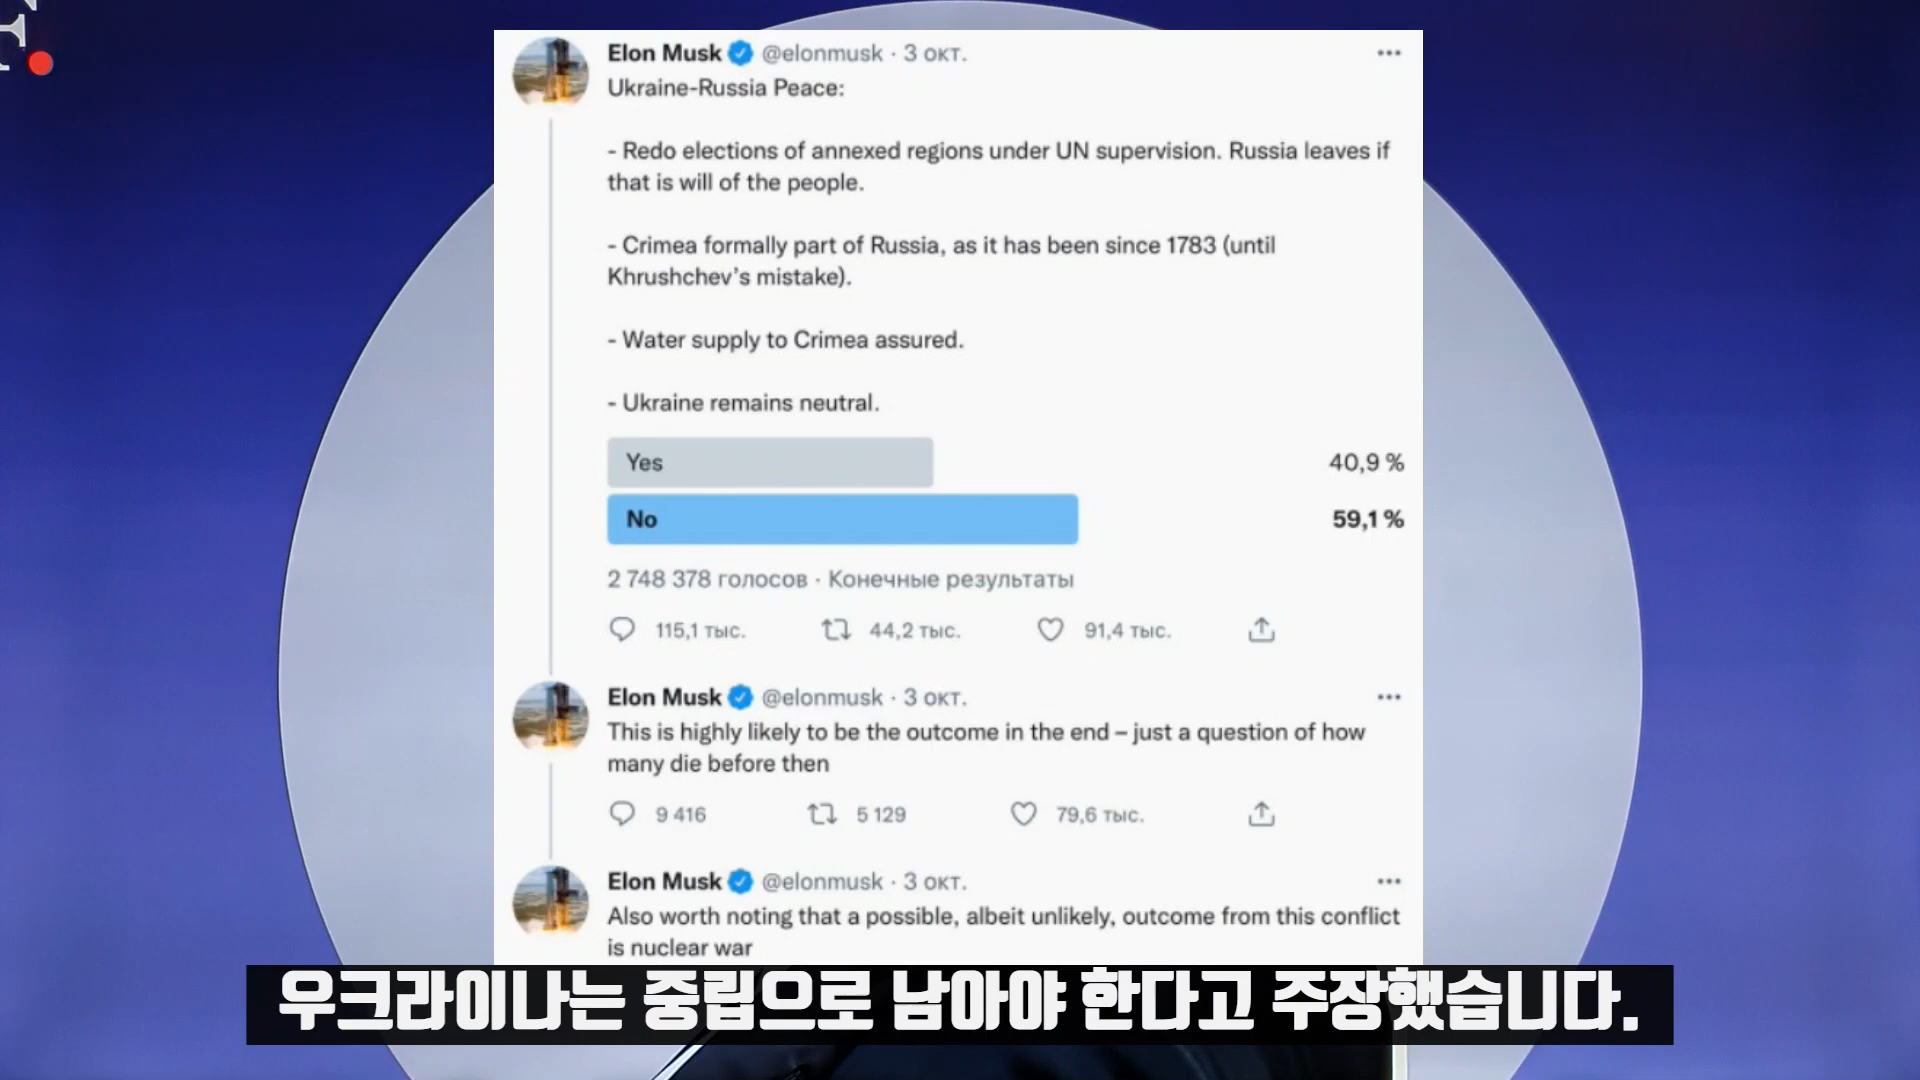 Elon Musk @elonmusk · 3 окт.
Ukraine-Russia Peace:
- Redo elections of annexed regions under UN supervision. Russia leaves if
that is will of the people.
- Crimea formally part of Russia, as it has been since 1783 (until
Khrushchev’s mistake).
- Water supply to Crimea assured.
- Ukraine remains neutral.
Yes 40,9 %
No 59,1 %
2 748 378 голосов · Конечные результаты
115,1 тыс. 44,2 тыс. 91,4 тыс.
Elon Musk @elonmusk · 3 окт.
This is highly likely to be the outcome in the end – just a question of how
many die before then
9 416 5 129 79,6 тыс.
Elon Musk @elonmusk · 3 окт.
Also worth noting that a possible, albeit unlikely, outcome from this conflict
is nuclear war
우크라이나는 중립으로 남아야 한다고 주장했습니다.